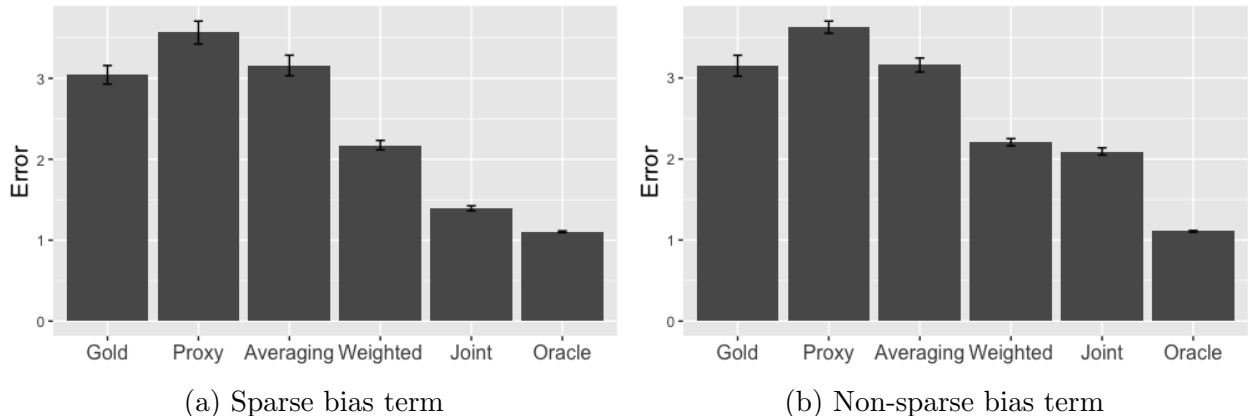 Error
3
2
1
0
Gold Proxy Averaging Weighted Joint Oracle
(a) Sparse bias term
Error
3
2
1
0
Gold Proxy Averaging Weighted Joint Oracle
(b) Non-sparse bias term